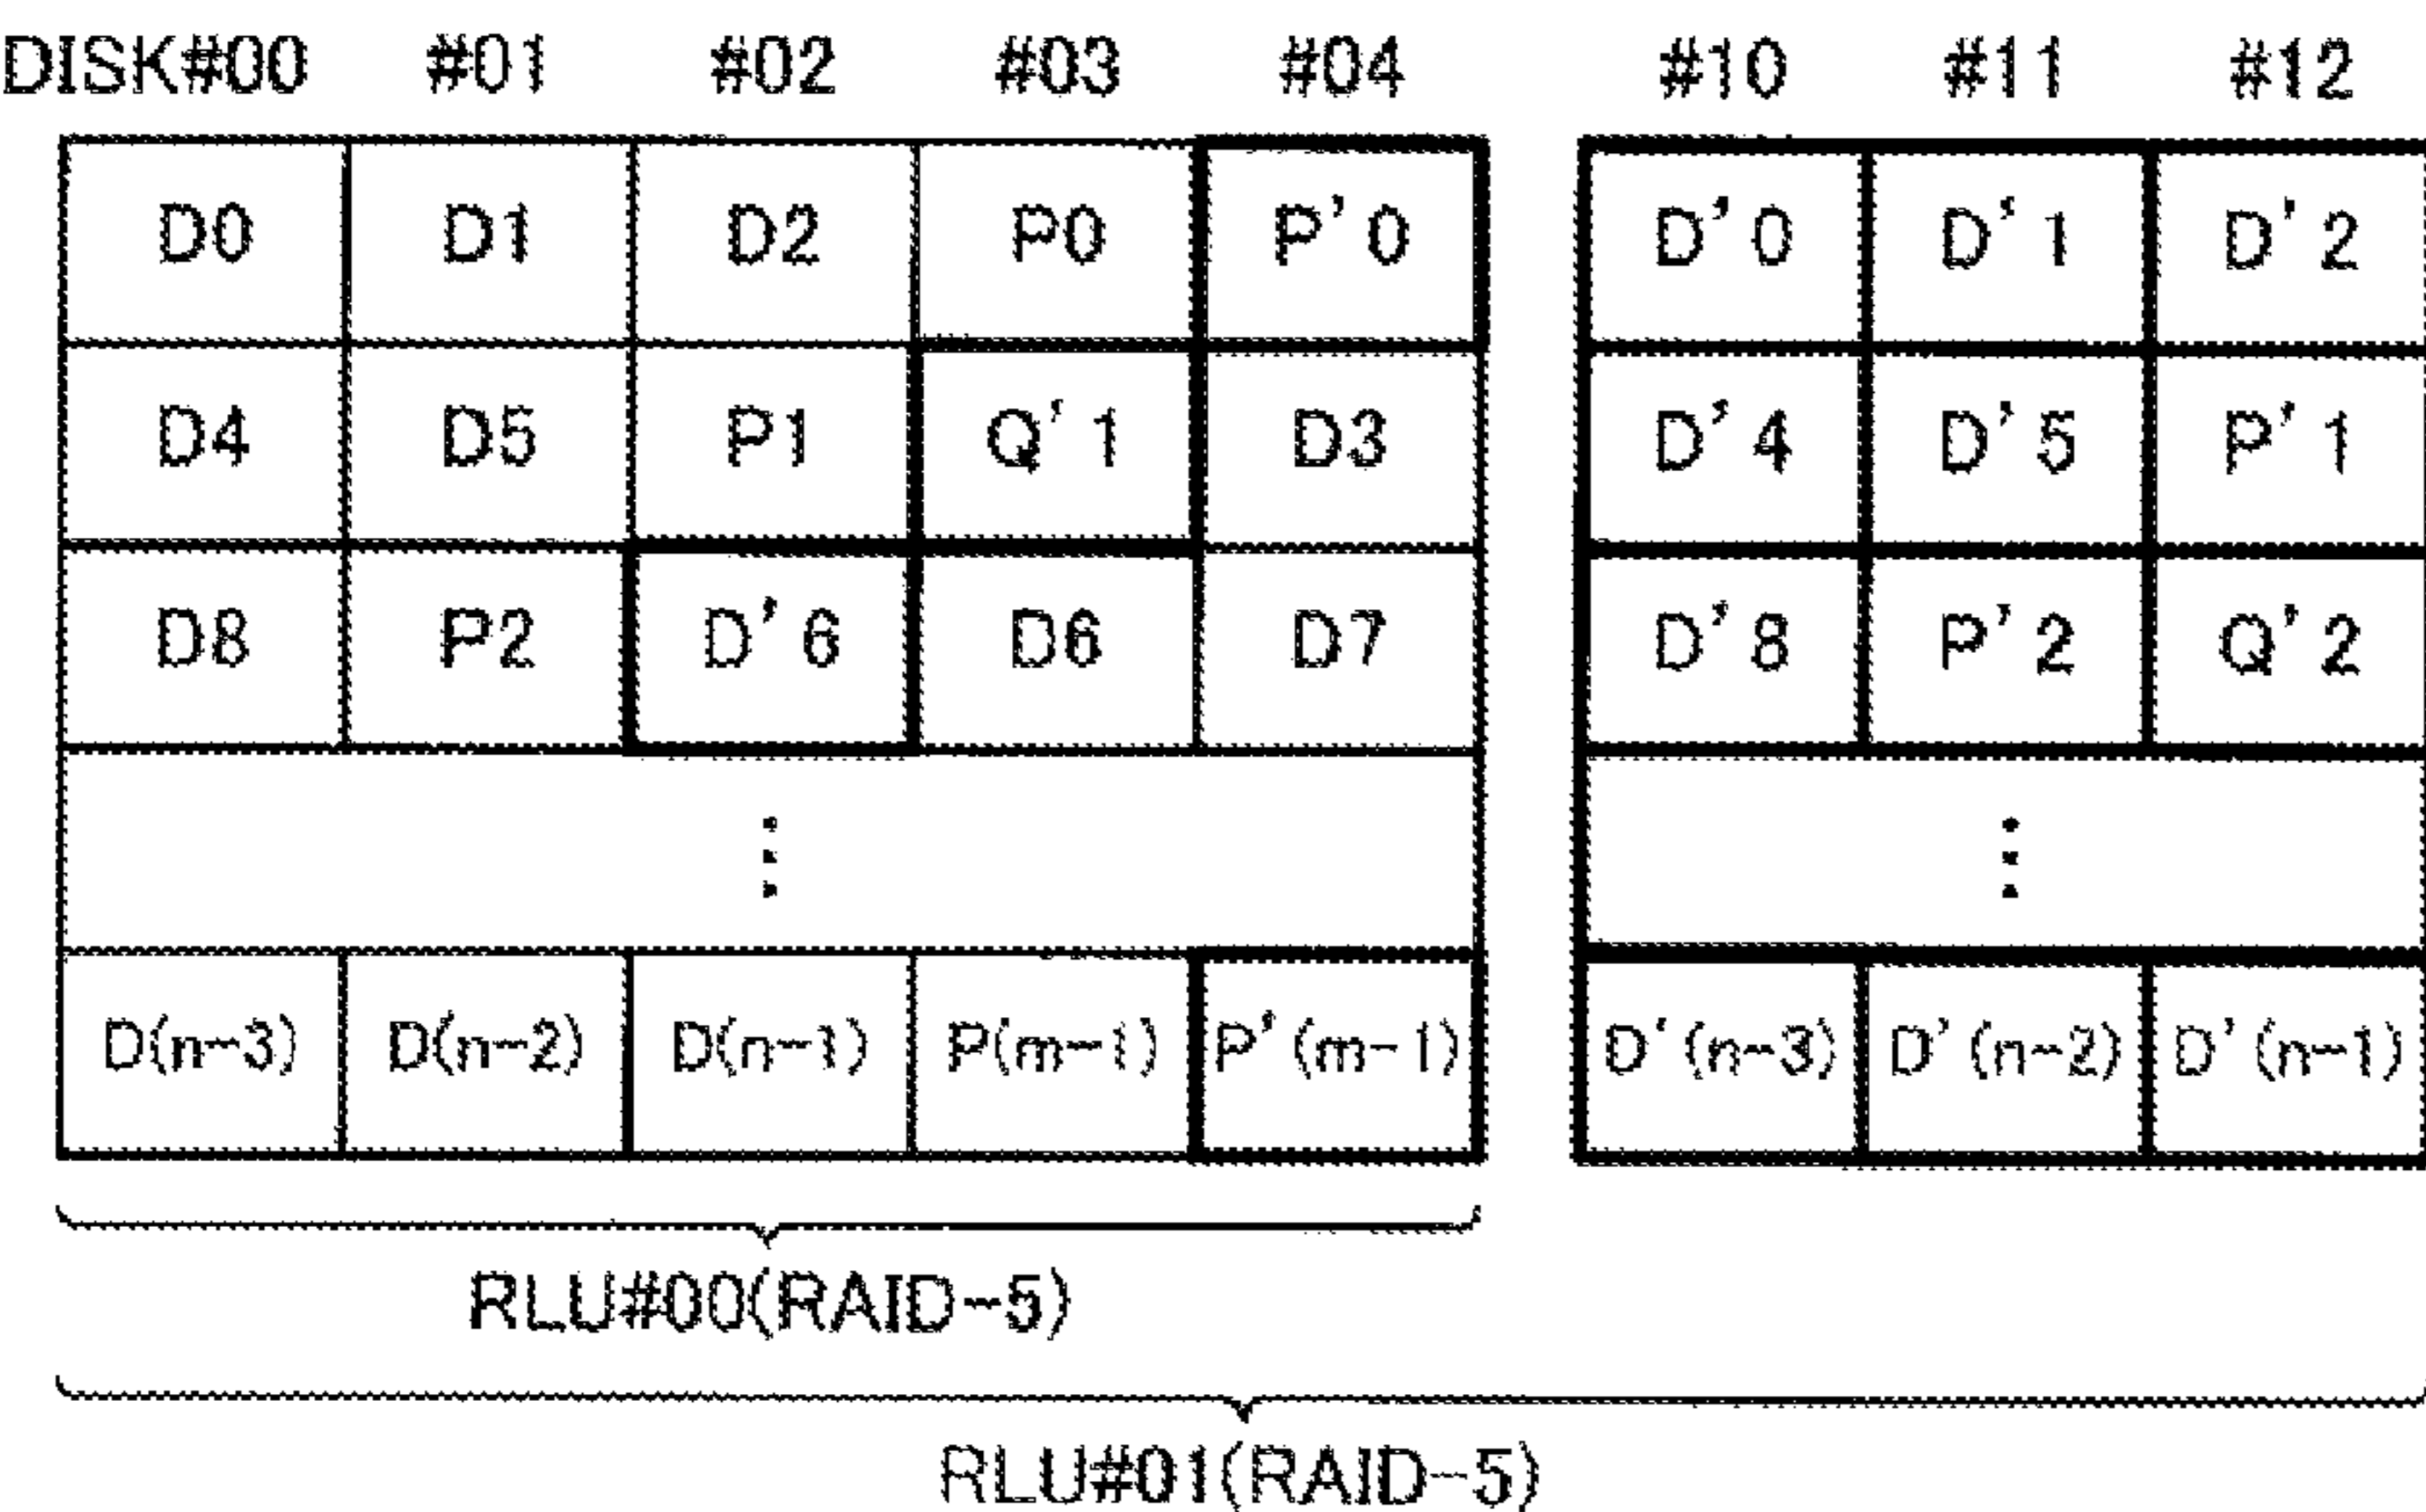 DISK#00 #01 #02 #03 #04 #10 #11 #12
D0 D1 D2 P0 P'0 D'0 D'1 D'2
D4 D5 P1 Q'1 D3 D'4 D'5 P'1
D8 P2 D'6 D6 D7 D'8 P'2 Q'2
D(n-3) D(n-2) D(n-1) P(m-1) P'(m-1) D'(n-3) D'(n-2) D'(n-1)
RLU#00(RAID-5)
RLU#01(RAID-5)